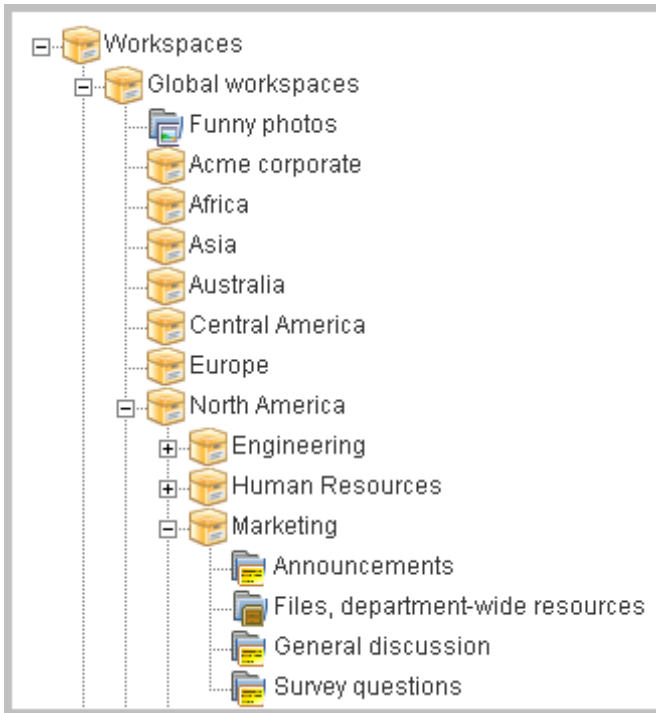 Workspaces
Global workspaces
Funny photos
Acme corporate
Africa
Asia
Australia
Central America
Europe
North America
Engineering
Human Resources
Marketing
Announcements
Files, department-wide resources
General discussion
Survey questions